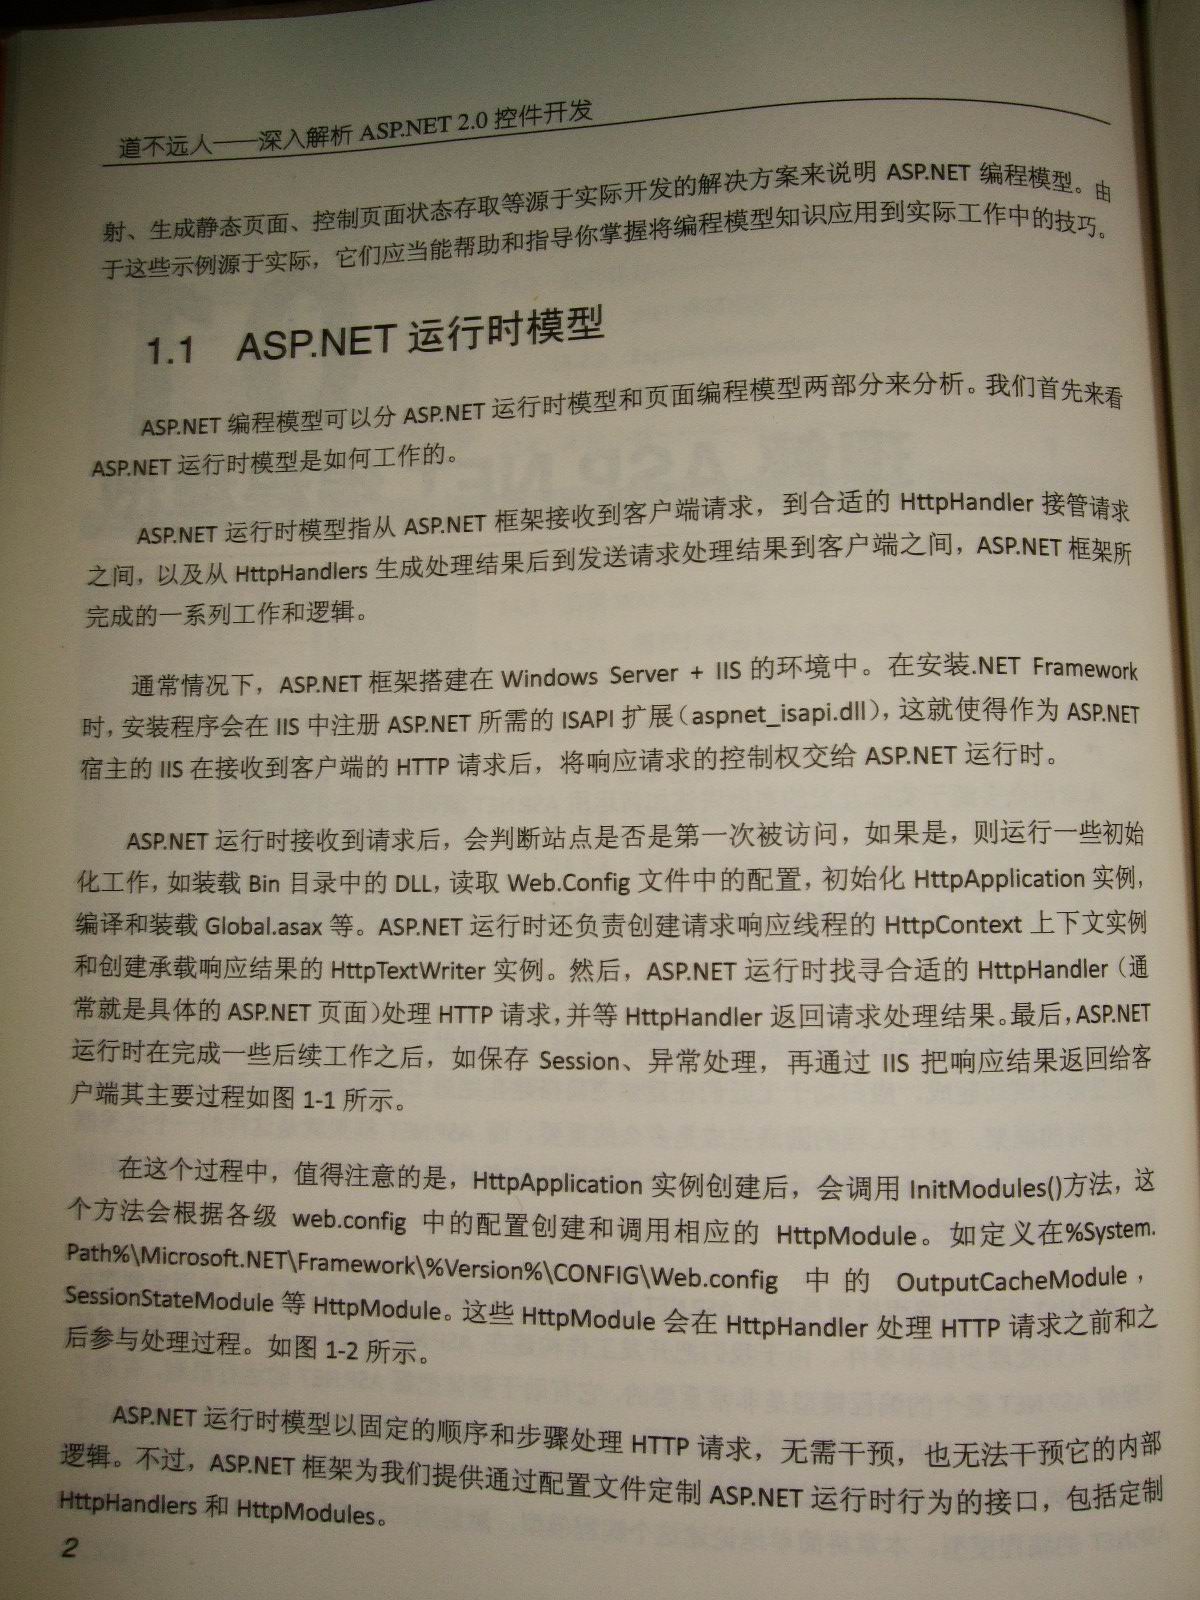 道不远人——深入解析 ASP.NET 2.0 控件开发
射、生成静态页面、控制页面状态存取等源于实际开发的解决方案来说明 ASP.NET 编程模型。由
于这些示例源于实际，它们应当能帮助和指导你掌握将编程模型知识应用到实际工作中的技巧。
1.1 ASP.NET 运行时模型
ASP.NET 编程模型可以分 ASP.NET 运行时模型和页面编程模型两部分来分析。我们首先来看
ASP.NET 运行时模型是如何工作的。
ASP.NET 运行时模型指从 ASP.NET 框架接收到客户端请求，到合适的 HttpHandler 接管请求
之间，以及从 HttpHandlers 生成处理结果后到发送请求处理结果到客户端之间，ASP.NET 框架所
完成的一系列工作和逻辑。
通常情况下，ASP.NET 框架搭建在 Windows Server + IIS 的环境中。在安装.NET Framework
时，安装程序会在 IIS 中注册 ASP.NET 所需的 ISAPI 扩展（aspnet_isapi.dll），这就使得作为 ASP.NET
宿主的 IIS 在接收到客户端的 HTTP 请求后，将响应请求的控制权交给 ASP.NET 运行时。
ASP.NET 运行时接收到请求后，会判断站点是否是第一次被访问，如果是，则运行一些初始
化工作，如装载 Bin 目录中的 DLL，读取 Web.Config 文件中的配置，初始化 HttpApplication 实例，
编译和装载 Global.asax 等。ASP.NET 运行时还负责创建请求响应线程的 HttpContext 上下文实例
和创建承载响应结果的 HttpTextWriter 实例。然后，ASP.NET 运行时找寻合适的 HttpHandler（通
常就是具体的 ASP.NET 页面）处理 HTTP 请求，并等 HttpHandler 返回请求处理结果。最后，ASP.NET
运行时在完成一些后续工作之后，如保存 Session、异常处理，再通过 IIS 把响应结果返回给客
户端其主要过程如图 1-1 所示。
在这个过程中，值得注意的是，HttpApplication 实例创建后，会调用 InitModules()方法，这
个方法会根据各级 web.config 中的配置创建和调用相应的 HttpModule。如定义在%System.
Path%\Microsoft.NET\Framework\%Version%\CONFIG\Web.config 中的 OutputCacheModule，
SessionStateModule 等 HttpModule。这些 HttpModule 会在 HttpHandler 处理 HTTP 请求之前和之
后参与处理过程。如图 1-2 所示。
ASP.NET 运行时模型以固定的顺序和步骤处理 HTTP 请求，无需干预，也无法干预它的内部
逻辑。不过，ASP.NET 框架为我们提供通过配置文件定制 ASP.NET 运行时行为的接口，包括定制
HttpHandlers 和 HttpModules。
2